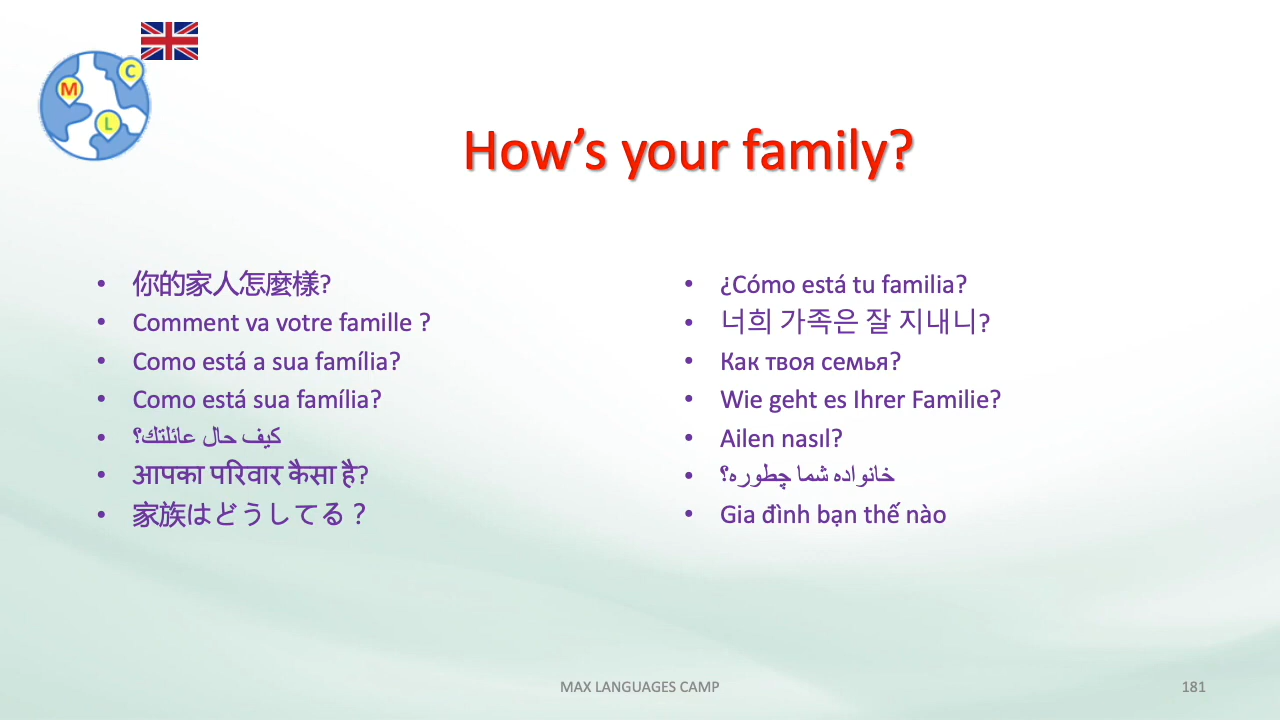 M C L
How's your family?
• 你的家人怎麼樣?
• Comment va votre famille ?
• Como está a sua família?
• Como está sua família?
• كيف حال عائلتك؟
• आपका परिवार कैसा है?
• 家族はどうしてる？
• ¿Cómo está tu familia?
• 너희 가족은 잘 지내니?
• Как твоя семья?
• Wie geht es Ihrer Familie?
• Ailen nasıl?
• خانواده شما چطوره؟
• Gia đình bạn thế nào
MAX LANGUAGES CAMP
181